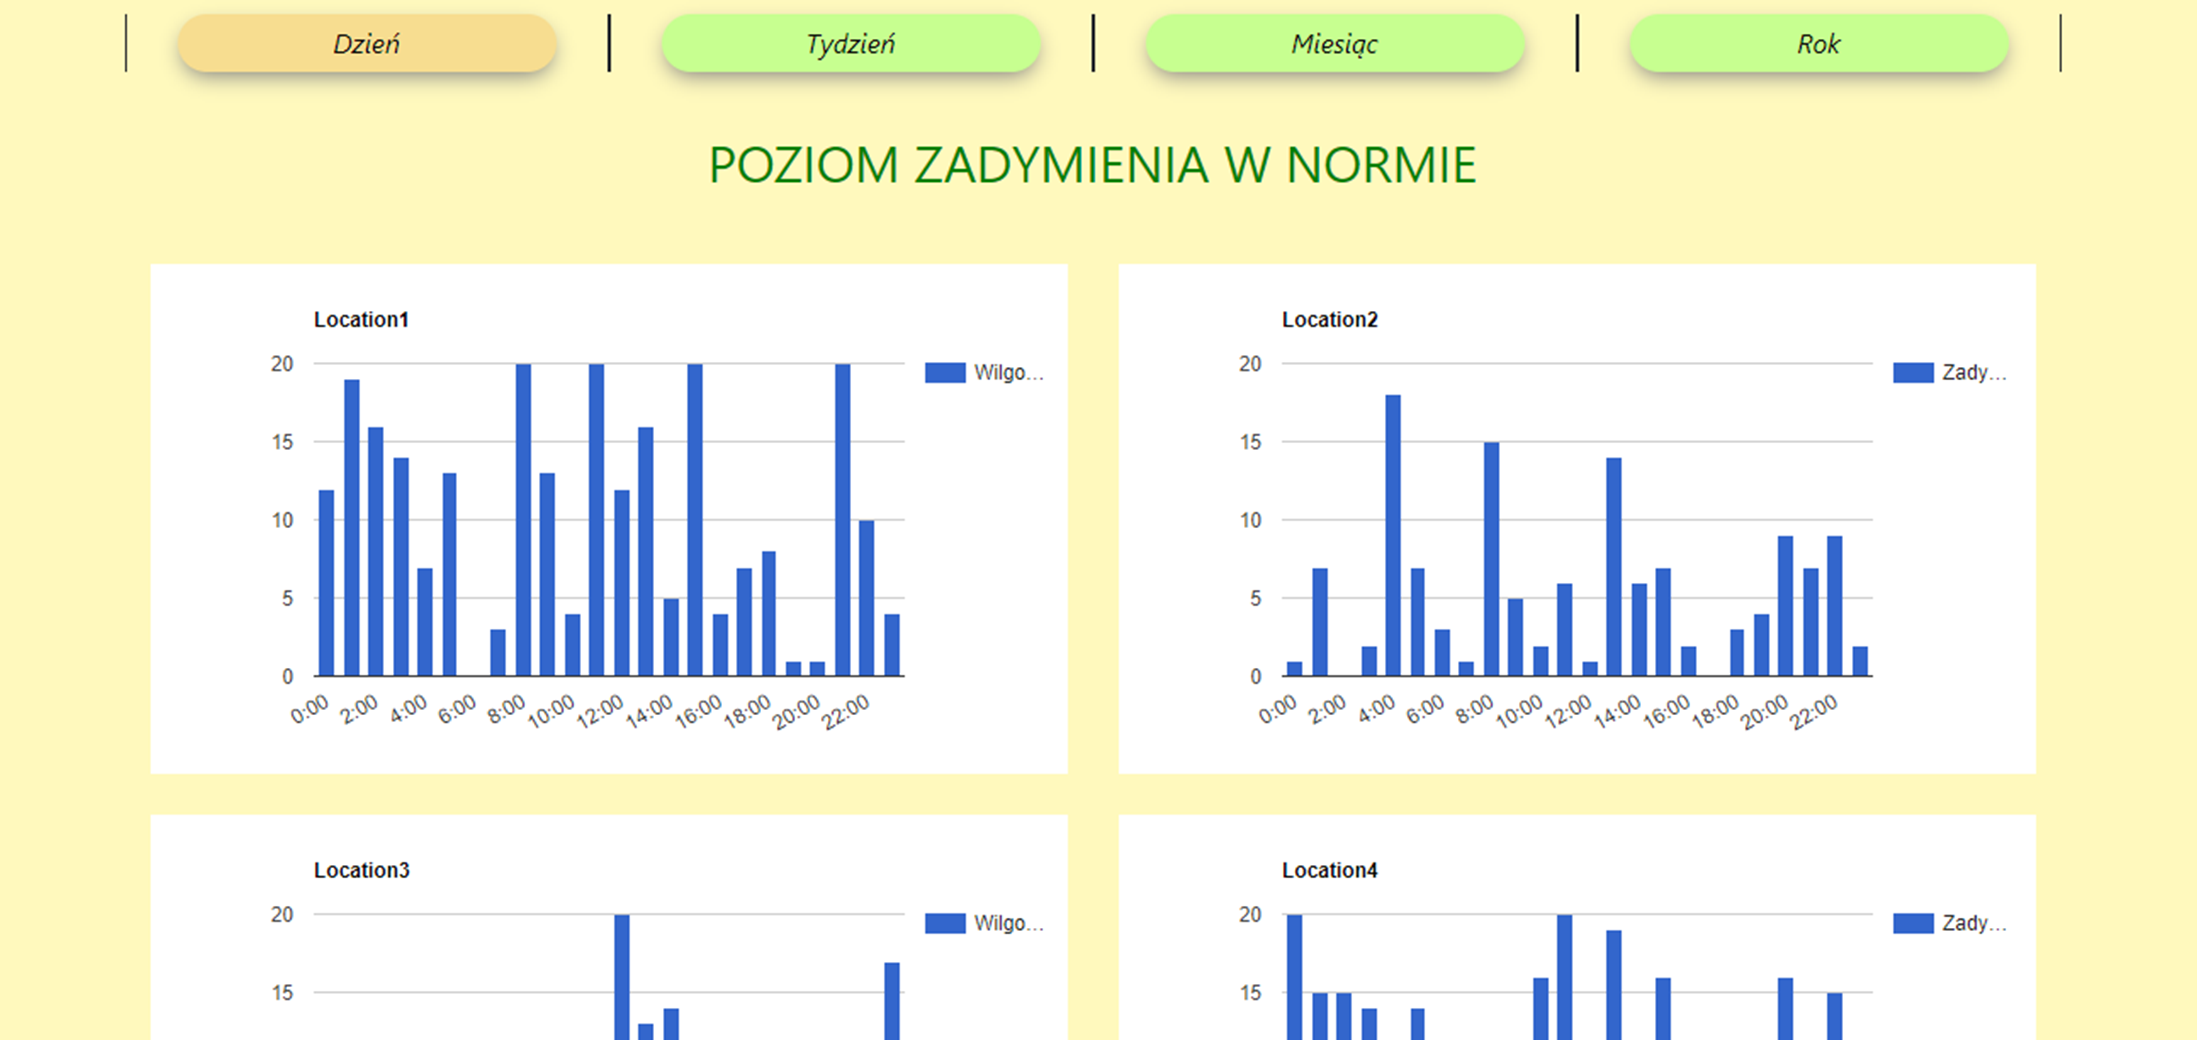 Dzień Tydzień Miesiąc Rok
POZIOM ZADYMIENIA W NORMIE
Location1
20
15
10
5
0
0:00 2:00 4:00 6:00 8:00 10:00 12:00 14:00 16:00 18:00 20:00 22:00
Wilgo...
Location2
20
15
10
5
0
0:00 2:00 4:00 6:00 8:00 10:00 12:00 14:00 16:00 18:00 20:00 22:00
Zady...
Location3
20
15
Wilgo...
Location4
20
15
Zady...